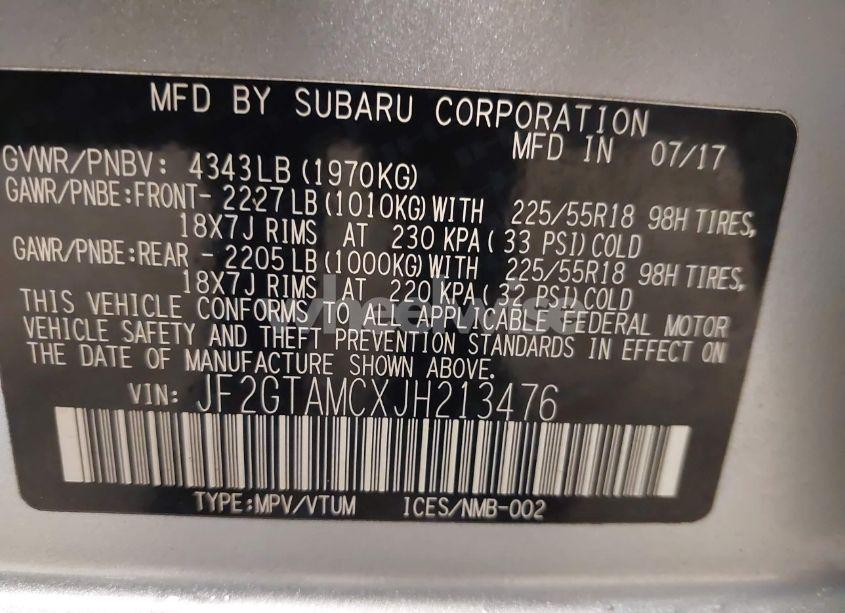 MFD BY SUBARU CORPORATION
MFD IN 07/17
GVWR/PNBV: 4343LB (1970KG)
GAWR/PNBE:FRONT- 2227LB (1010KG) WITH 225/55R18 98H TIRES,
18X7J RIMS AT 230 KPA( 33 PSI) COLD
GAWR/PNBE:REAR - 2205LB (1000KG) WITH 225/55R18 98H TIRES,
18X7J RIMS AT 220 KPA( 32 PSI) COLD
THIS VEHICLE CONFORMS TO ALL APPLICABLE FEDERAL MOTOR
VEHICLE SAFETY AND THEFT PREVENTION STANDARDS IN EFFECT ON
THE DATE OF MANUFACTURE SHOWN ABOVE.
VIN: JF2GTAMCXJH213476
TYPE:MPV/VTUM ICES/NMB-002
wheelwise